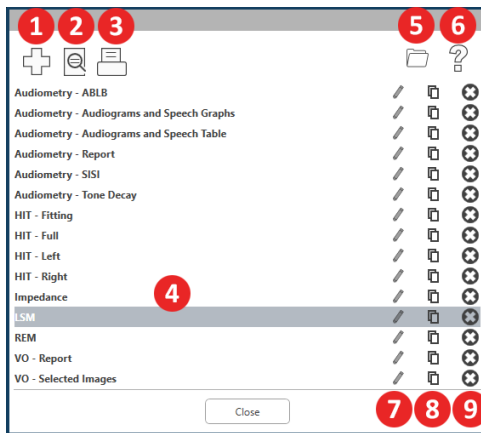 1 2 3 5 6
Audiometry - ABLB
Audiometry - Audiograms and Speech Graphs
Audiometry - Audiograms and Speech Table
Audiometry - Report
Audiometry - SISI
Audiometry - Tone Decay
HIT - Fitting
HIT - Full
HIT - Left
HIT - Right
Impedance
4
LSM
REM
VO - Report
VO - Selected Images
Close
7 8 9